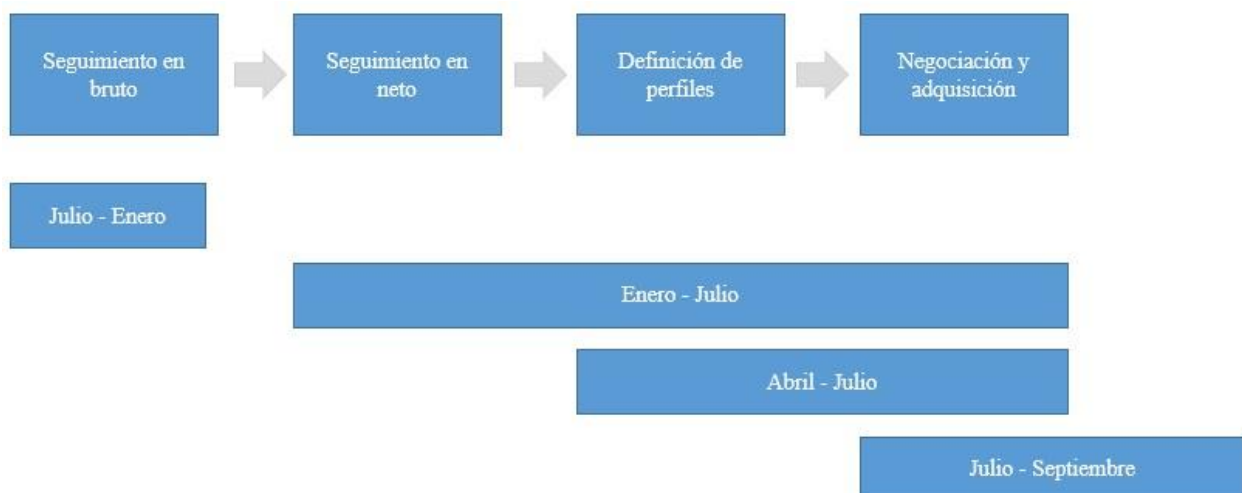 Seguimiento en
bruto
Seguimiento en
neto
Definición de
perfiles
Negociación y
adquisición
Julio - Enero
Enero - Julio
Abril - Julio
Julio - Septiembre